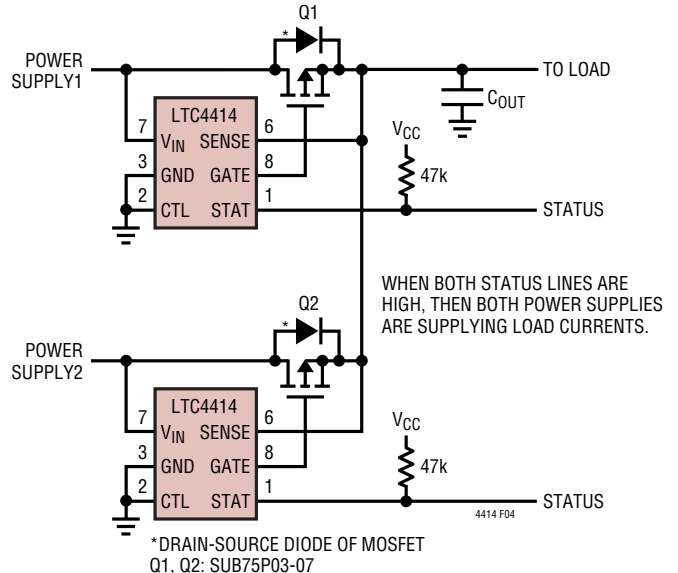 Q1
*
POWER
SUPPLY1
TO LOAD
COUT
LTC4414
7
VIN
SENSE
6
3
GND
GATE
8
2
CTL
STAT
1
VCC
47k
STATUS
WHEN BOTH STATUS LINES ARE
HIGH, THEN BOTH POWER SUPPLIES
ARE SUPPLYING LOAD CURRENTS.
Q2
*
POWER
SUPPLY2
LTC4414
7
VIN
SENSE
6
3
GND
GATE
8
2
CTL
STAT
1
VCC
47k
STATUS
4414 F04
*DRAIN-SOURCE DIODE OF MOSFET
Q1, Q2: SUB75P03-07